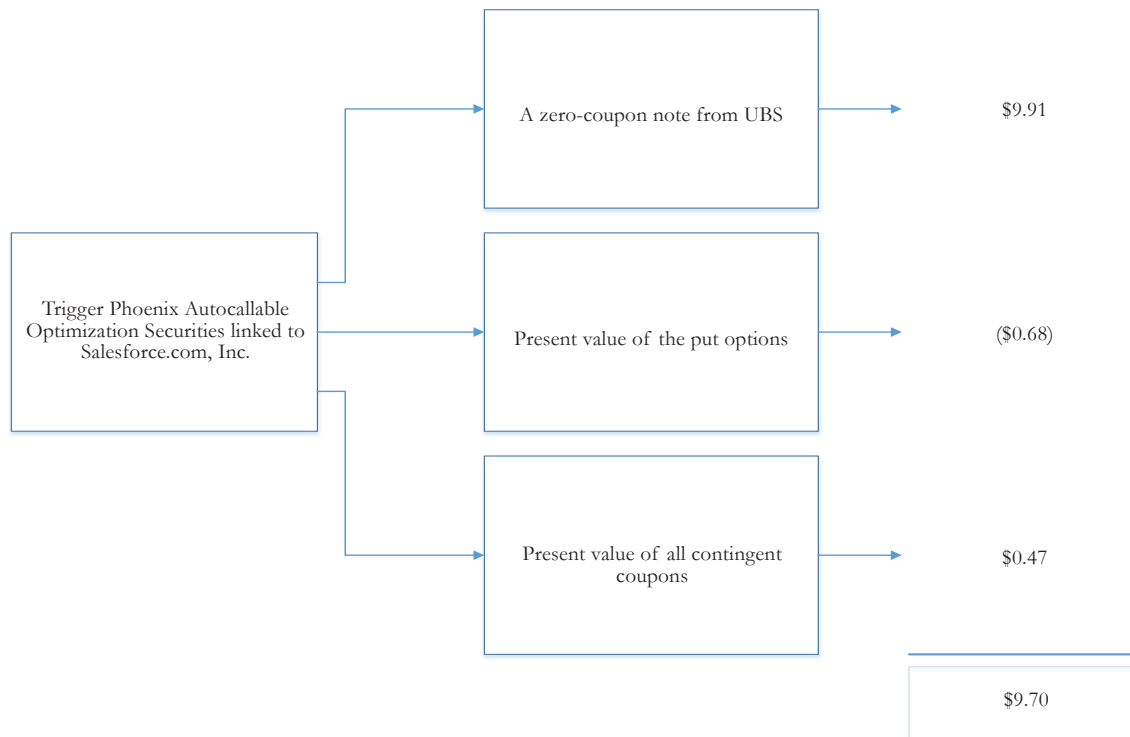 A zero-coupon note from UBS
$9.91
Trigger Phoenix Autocallable
Optimization Securities linked to
Salesforce.com, Inc.
Present value of the put options
($0.68)
Present value of all contingent
coupons
$0.47
$9.70